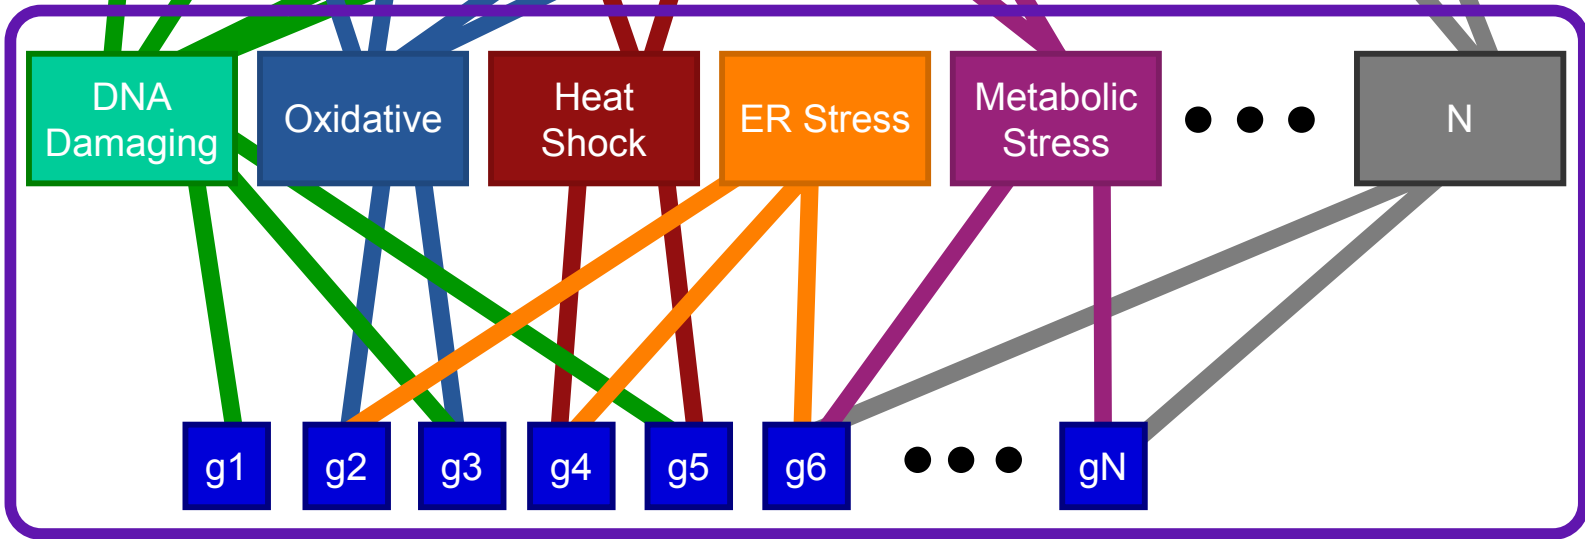 DNA
Damaging
Oxidative
Heat
Shock
ER Stress
Metabolic
Stress
N
g1
g2
g3
g4
g5
g6
gN